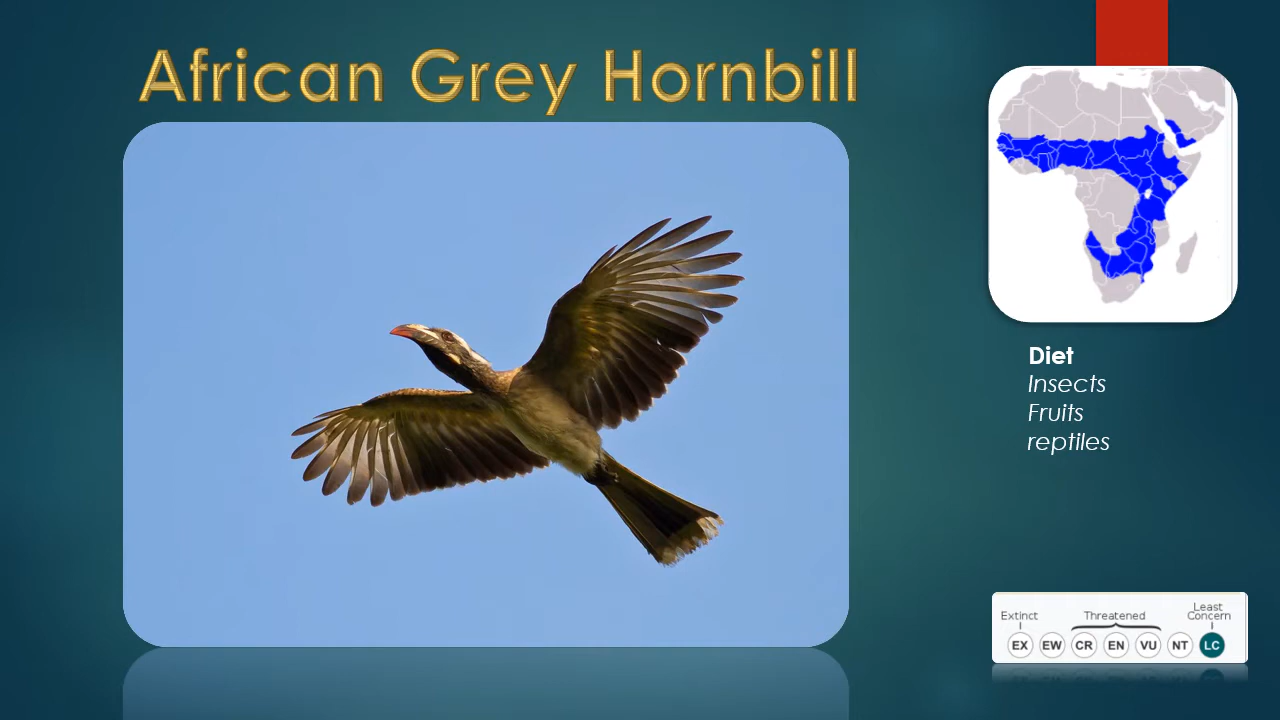 African Grey Hornbill
Diet
Insects
Fruits
reptiles
Least
Extinct Threatened Concern
EX EW CR EN VU NT LC